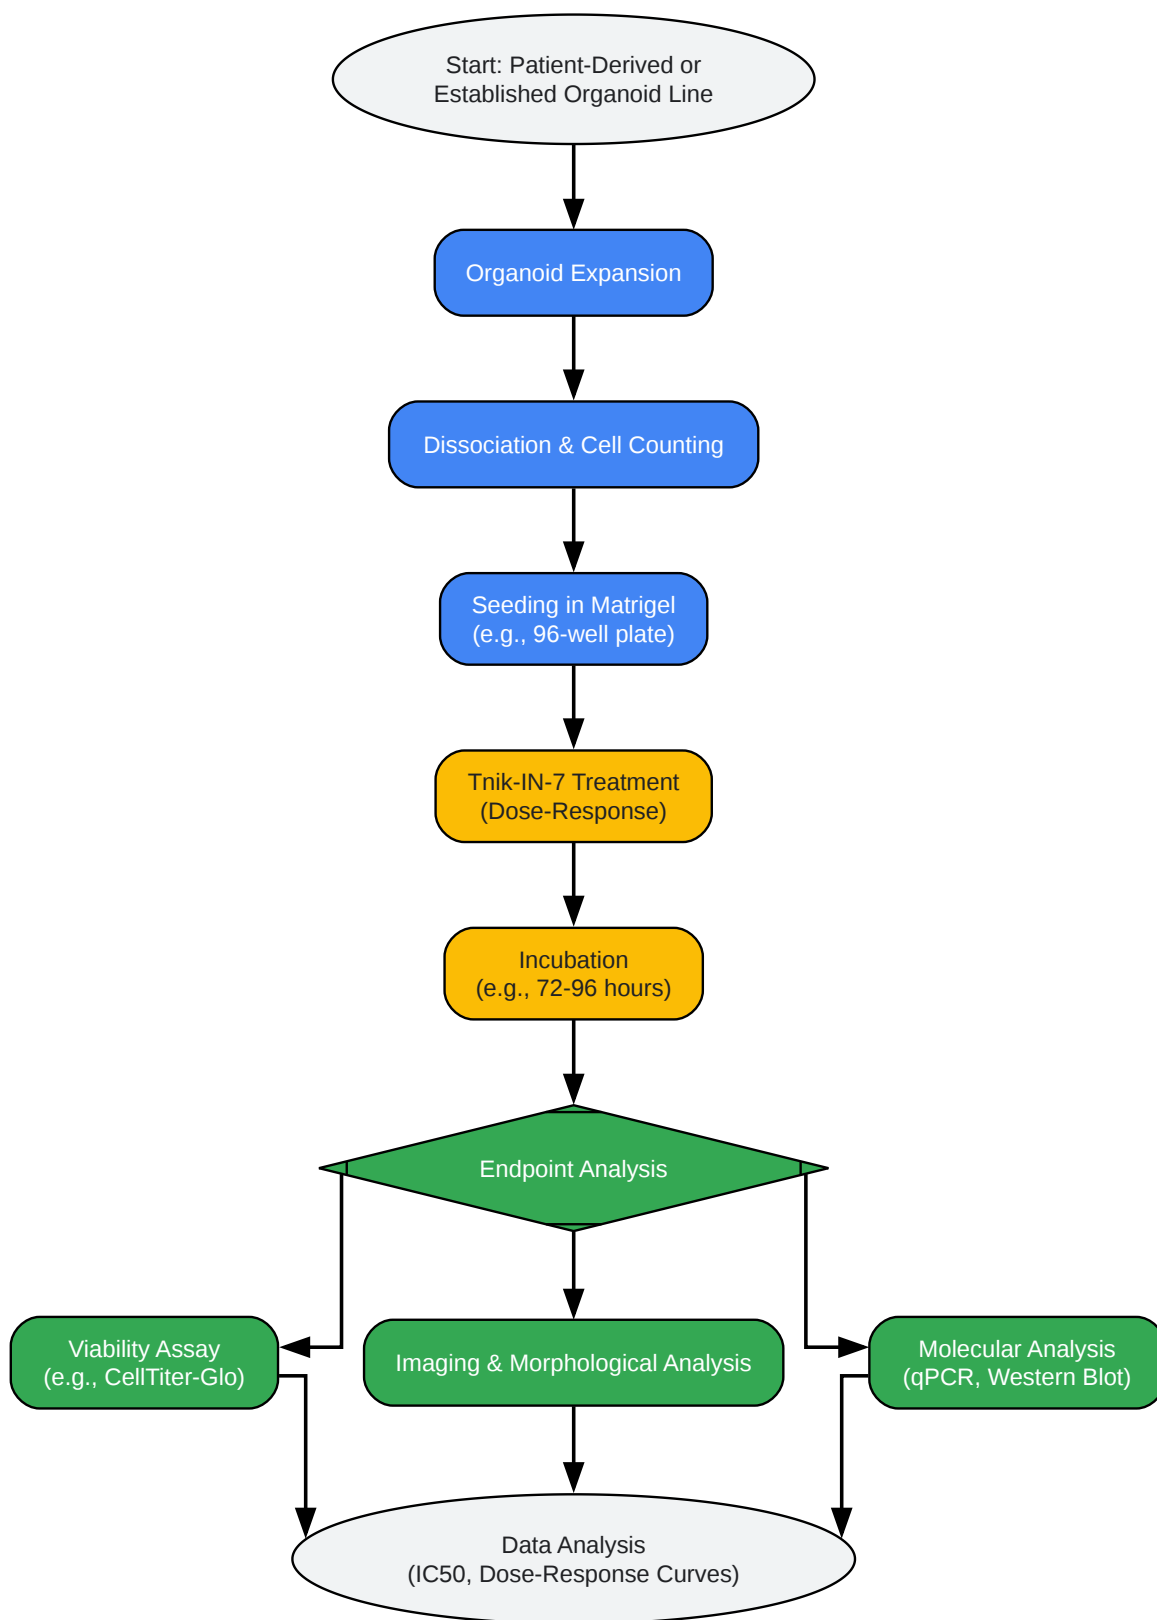 Start: Patient-Derived or
Established Organoid Line
Organoid Expansion
Dissociation & Cell Counting
Seeding in Matrigel
(e.g., 96-well plate)
Tnik-IN-7 Treatment
(Dose-Response)
Incubation
(e.g., 72-96 hours)
Endpoint Analysis
Viability Assay
(e.g., CellTiter-Glo)
Imaging & Morphological Analysis
Molecular Analysis
(qPCR, Western Blot)
Data Analysis
(IC50, Dose-Response Curves)